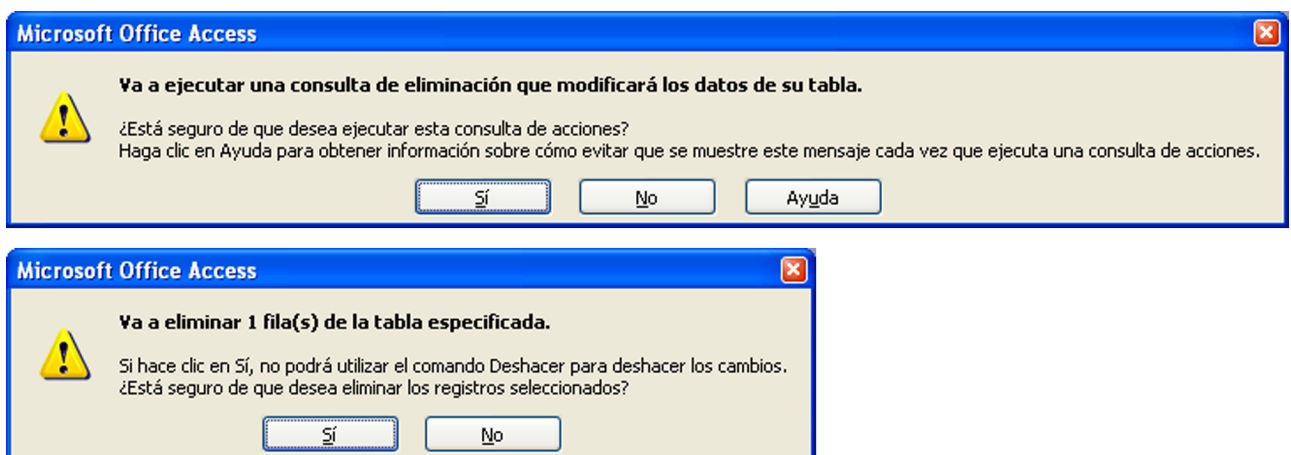 Microsoft Office Access
Va a ejecutar una consulta de eliminación que modificará los datos de su tabla.
¿Está seguro de que desea ejecutar esta consulta de acciones?
Haga clic en Ayuda para obtener información sobre cómo evitar que se muestre este mensaje cada vez que ejecuta una consulta de acciones.
Sí No Ayuda
Microsoft Office Access
Va a eliminar 1 fila(s) de la tabla especificada.
Si hace clic en Sí, no podrá utilizar el comando Deshacer para deshacer los cambios.
¿Está seguro de que desea eliminar los registros seleccionados?
Sí No